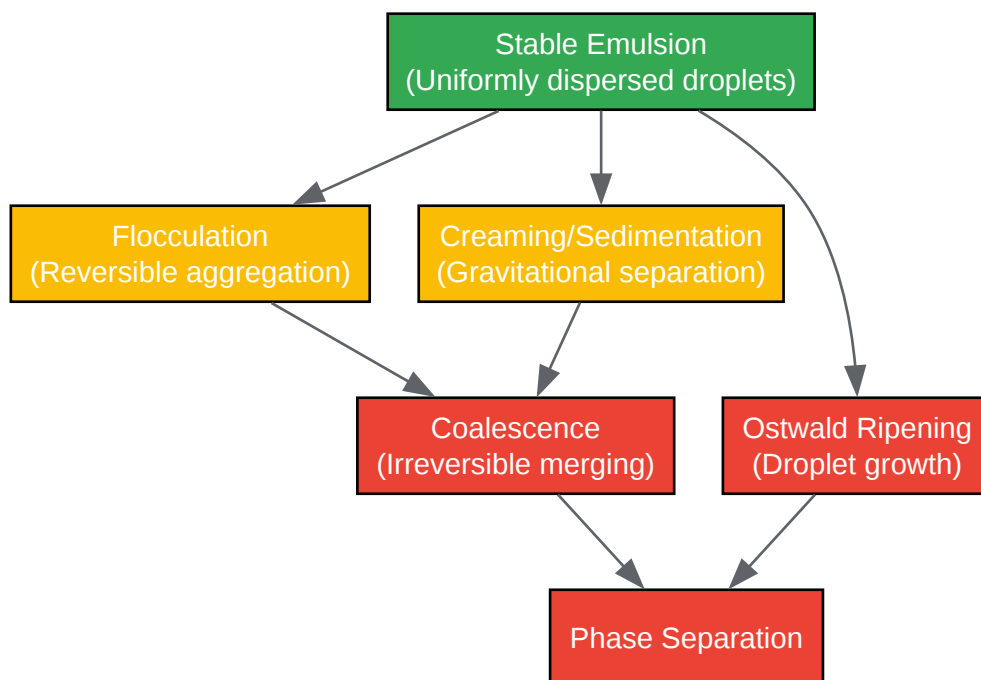 Stable Emulsion
(Uniformly dispersed droplets)
Flocculation
(Reversible aggregation)
Creaming/Sedimentation
(Gravitational separation)
Coalescence
(Irreversible merging)
Ostwald Ripening
(Droplet growth)
Phase Separation